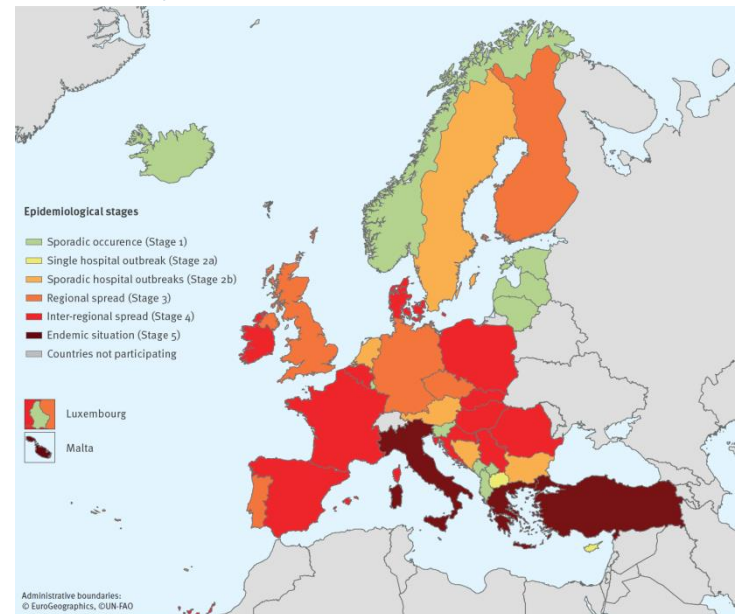 Epidemiological stages
Sporadic occurence (Stage 1)
Single hospital outbreak (Stage 2a)
Sporadic hospital outbreaks (Stage 2b)
Regional spread (Stage 3)
Inter-regional spread (Stage 4)
Endemic situation (Stage 5)
Countries not participating
Luxembourg
Malta
Administrative boundaries:
© EuroGeographics, ©UN-FAO